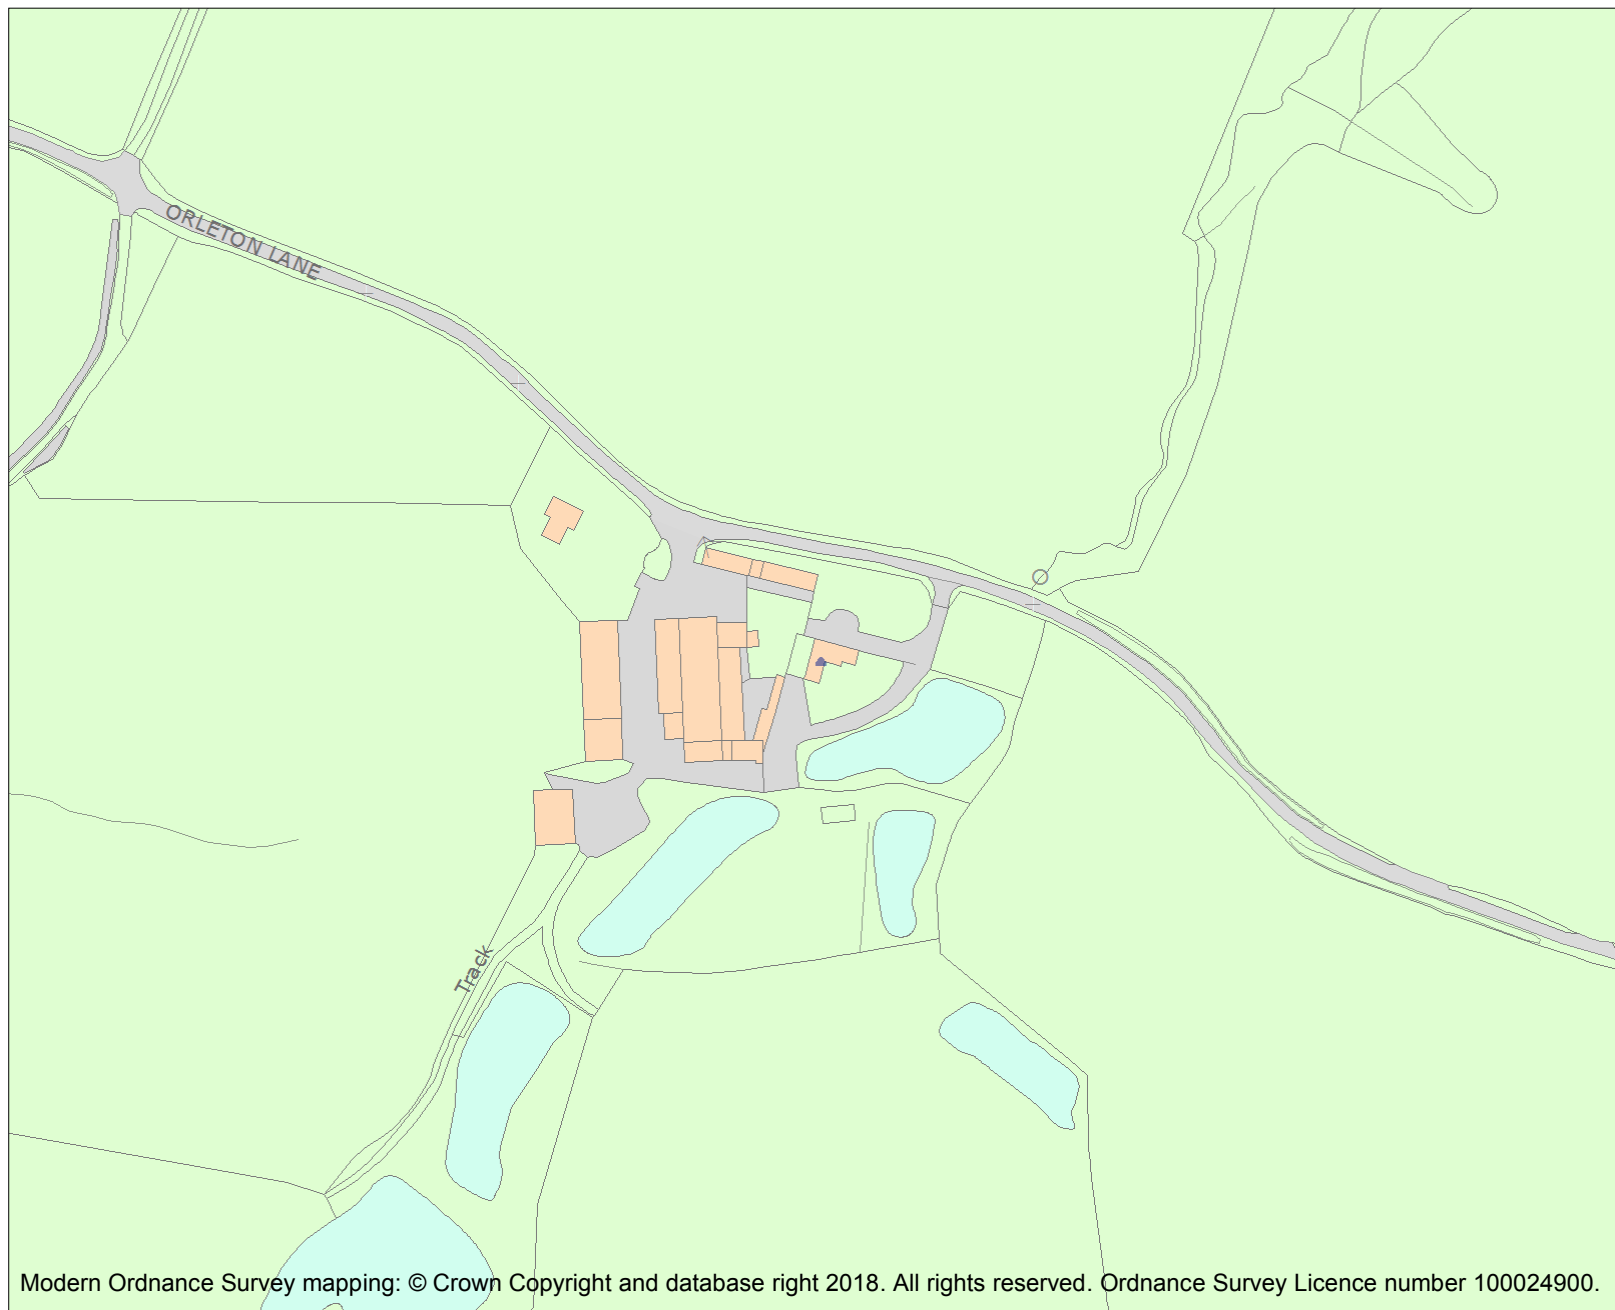 ORLETON LANE
Track
Modern Ordnance Survey mapping: © Crown Copyright and database right 2018. All rights reserved. Ordnance Survey Licence number 100024900.